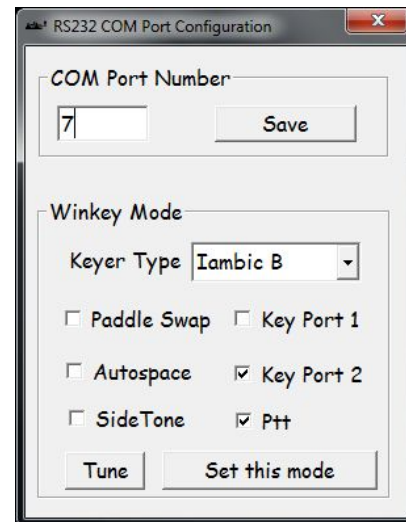 RS232 COM Port Configuration
COM Port Number
7 Save
Winkey Mode
Keyer Type Iambic B
Paddle Swap Key Port 1
Autospace Key Port 2
SideTone Ptt
Tune Set this mode